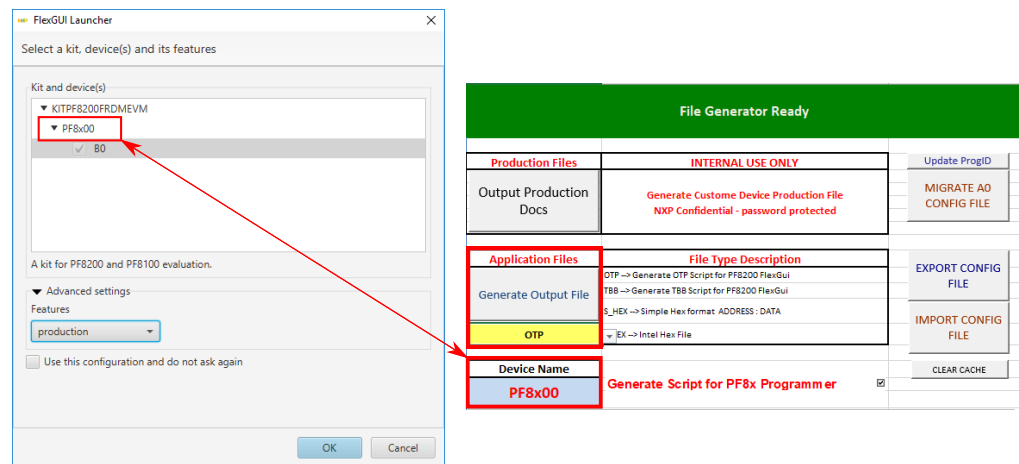 FlexGUI Launcher
Select a kit, device(s) and its features
Kit and device(s)
KITPF8200FRDMEVM
PF8x00
B0
A kit for PF8200 and PF8100 evaluation.
Advanced settings
Features
production
Use this configuration and do not ask again
OK
Cancel
File Generator Ready
Production Files
INTERNAL USE ONLY
Output Production
Docs
Generate Custome Device Production File
NXP Confidential - password protected
Update ProgID
MIGRATE A0
CONFIG FILE
Application Files
File Type Description
Generate Output File
OTP --> Generate OTP Script for PF8200 FlexGui
TBB --> Generate TBB Script for PF8200 FlexGui
S_HEX --> Simple Hex format ADDRESS : DATA
OTP
EX --> Intel Hex File
EXPORT CONFIG
FILE
IMPORT CONFIG
FILE
Device Name
PF8x00
Generate Script for PF8x Programmer
CLEAR CACHE